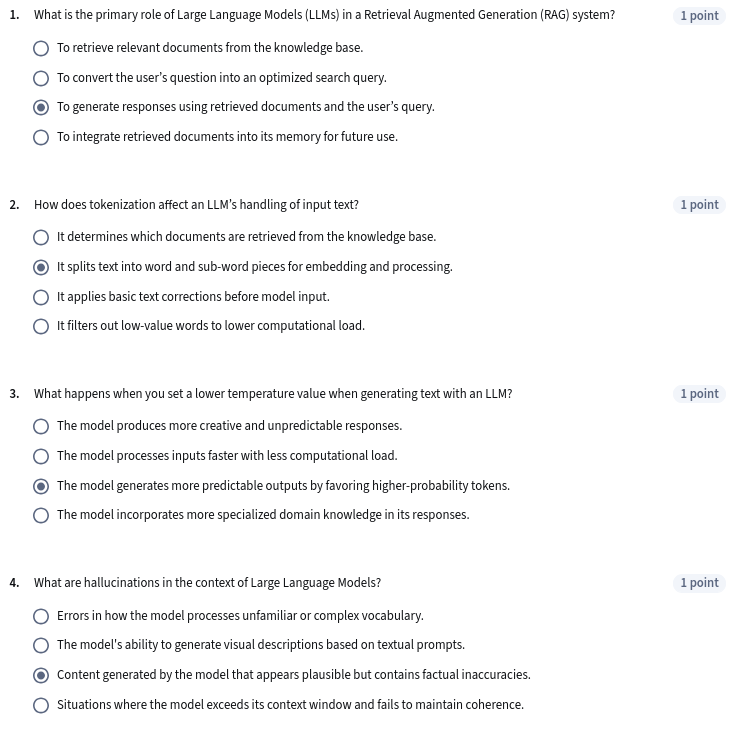 1. What is the primary role of Large Language Models (LLMs) in a Retrieval Augmented Generation (RAG) system? 1 point
To retrieve relevant documents from the knowledge base.
To convert the user’s question into an optimized search query.
To generate responses using retrieved documents and the user’s query.
To integrate retrieved documents into its memory for future use.
2. How does tokenization affect an LLM’s handling of input text? 1 point
It determines which documents are retrieved from the knowledge base.
It splits text into word and sub-word pieces for embedding and processing.
It applies basic text corrections before model input.
It filters out low-value words to lower computational load.
3. What happens when you set a lower temperature value when generating text with an LLM? 1 point
The model produces more creative and unpredictable responses.
The model processes inputs faster with less computational load.
The model generates more predictable outputs by favoring higher-probability tokens.
The model incorporates more specialized domain knowledge in its responses.
4. What are hallucinations in the context of Large Language Models? 1 point
Errors in how the model processes unfamiliar or complex vocabulary.
The model's ability to generate visual descriptions based on textual prompts.
Content generated by the model that appears plausible but contains factual inaccuracies.
Situations where the model exceeds its context window and fails to maintain coherence.